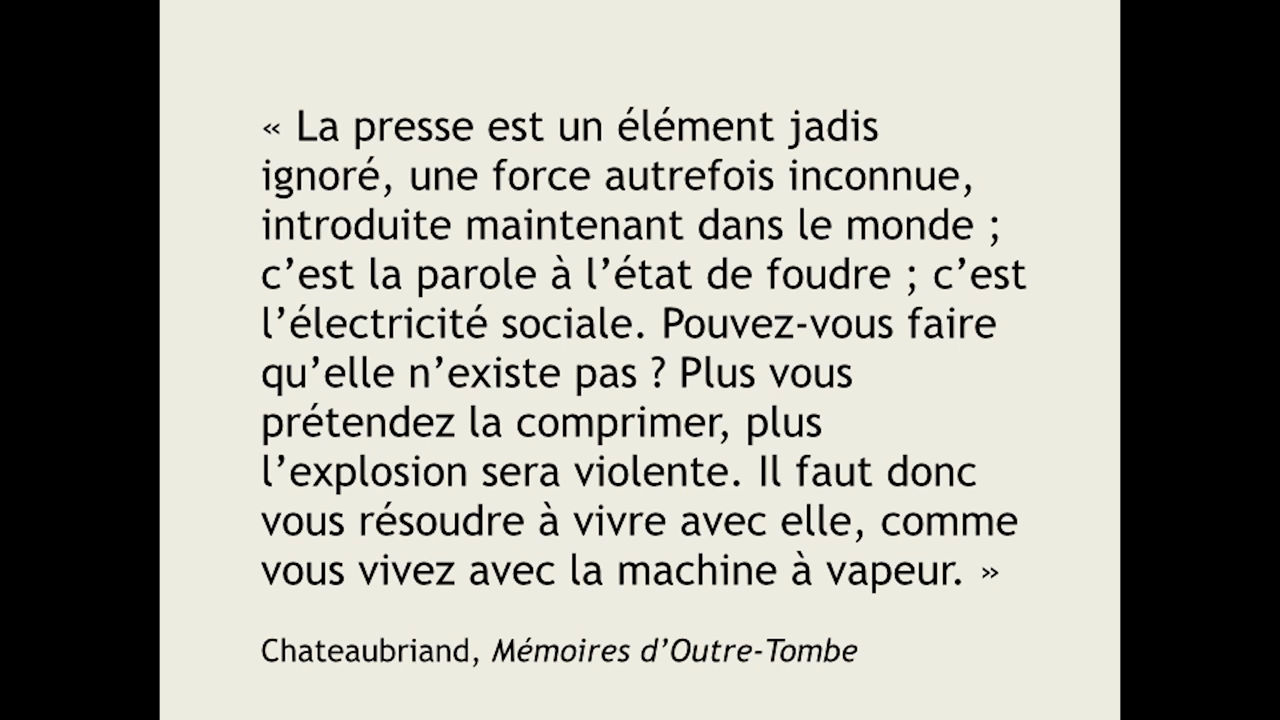 « La presse est un élément jadis
ignoré, une force autrefois inconnue,
introduite maintenant dans le monde ;
c’est la parole à l’état de foudre ; c’est
l’électricité sociale. Pouvez-vous faire
qu’elle n’existe pas ? Plus vous
prétendez la comprimer, plus
l’explosion sera violente. Il faut donc
vous résoudre à vivre avec elle, comme
vous vivez avec la machine à vapeur. »
Chateaubriand, Mémoires d’Outre-Tombe